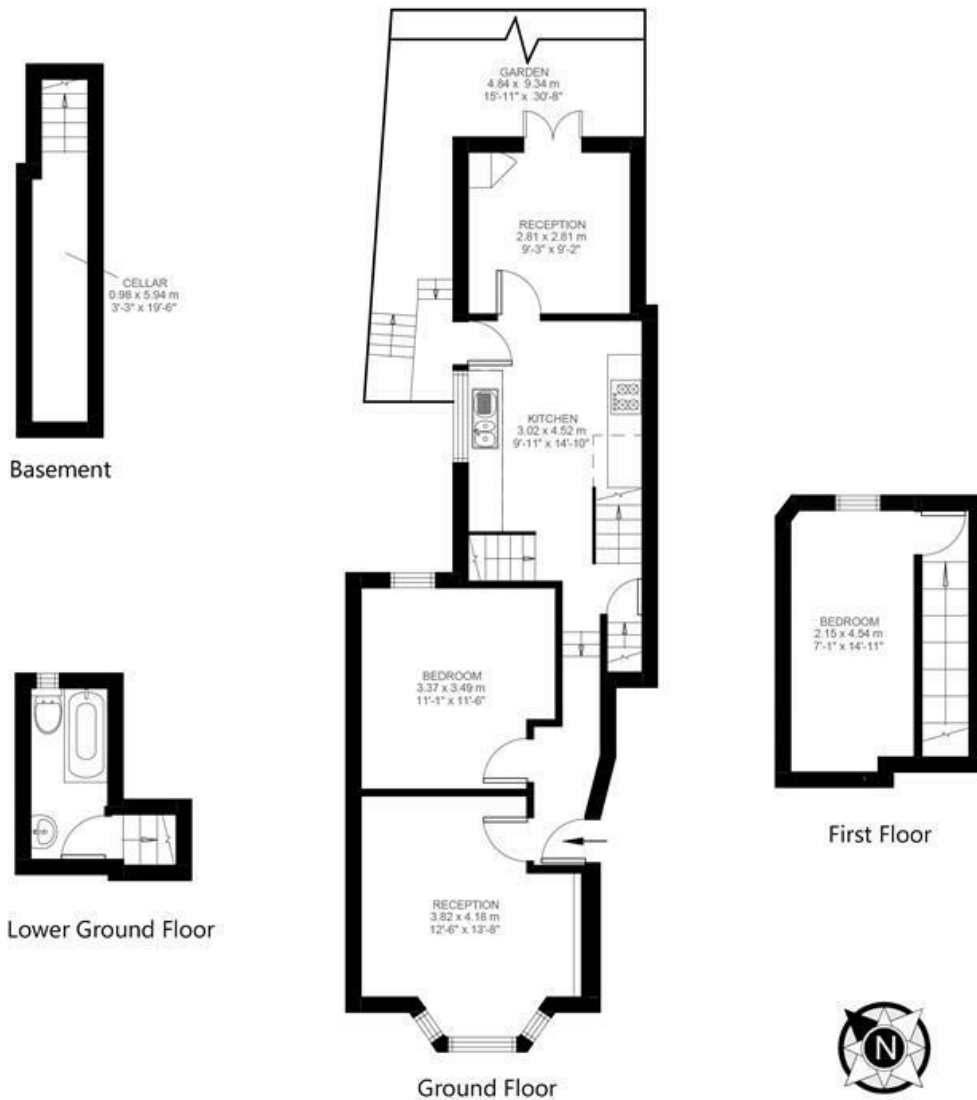 GARDEN
4.84 x 9.34 m
15'-11" x 30'-8"
RECEPTION
2.81 x 2.81 m
9'-3" x 9'-2"
CELLAR
0.98 x 5.94 m
3'-3" x 19'-6"
Basement
KITCHEN
3.02 x 4.52 m
9'-11" x 14'-10"
BEDROOM
2.15 x 4.54 m
7'-1" x 14'-11"
First Floor
BEDROOM
3.37 x 3.49 m
11'-1" x 11'-6"
Lower Ground Floor
RECEPTION
3.82 x 4.18 m
12'-6" x 13'-8"
Ground Floor
N